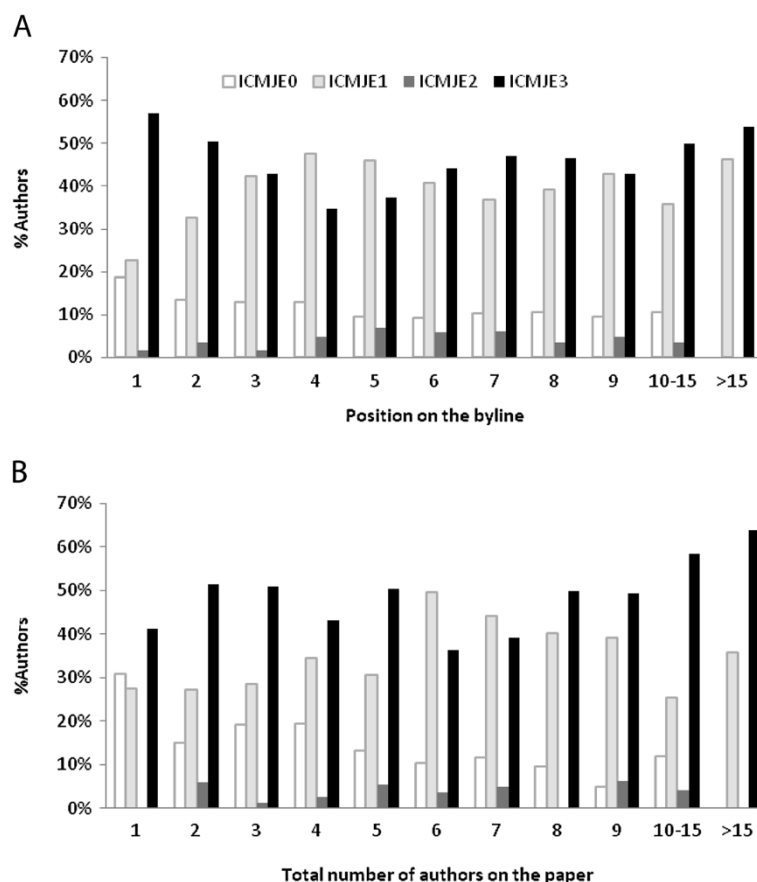 A
70%
60%
50%
40%
30%
20%
10%
0%
% Authors
ICMJE0 ICMJE1 ICMJE2 ICMJE3
1 2 3 4 5 6 7 8 9 10-15 >15
Position on the byline
B
70%
60%
50%
40%
30%
20%
10%
0%
%Authors
1 2 3 4 5 6 7 8 9 10-15 >15
Total number of authors on the paper